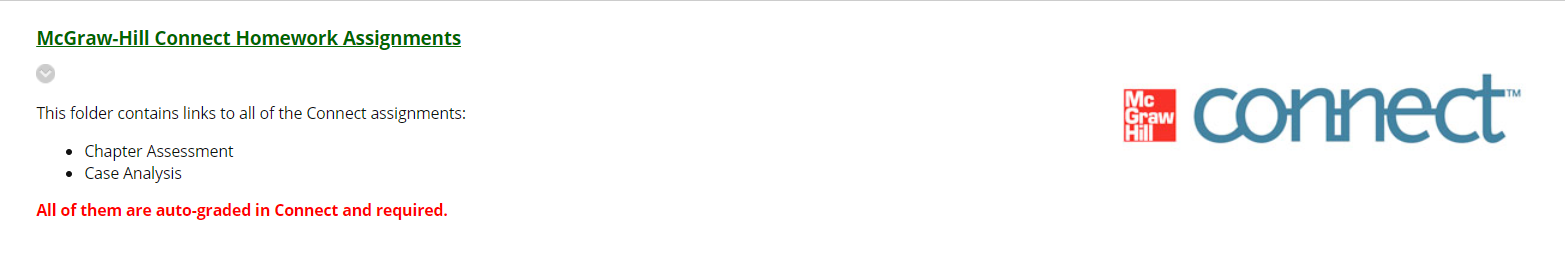 McGraw-Hill Connect Homework Assignments
This folder contains links to all of the Connect assignments:
• Chapter Assessment
• Case Analysis
All of them are auto-graded in Connect and required.
Mc
Graw
Hill
connect™